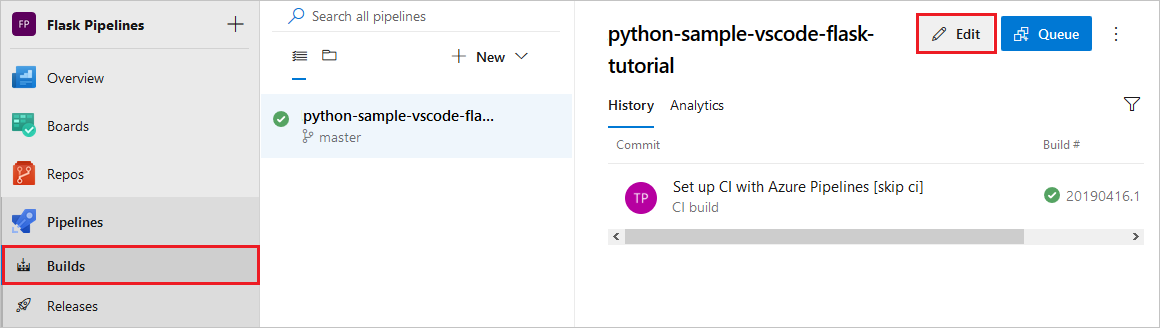 FP
Flask Pipelines
Overview
Boards
Repos
Pipelines
Builds
Releases
Search all pipelines
New
python-sample-vscode-fla...
master
python-sample-vscode-flask-
tutorial
Edit
Queue
History
Analytics
Commit
Build #
TP
Set up CI with Azure Pipelines [skip ci]
CI build
20190416.1